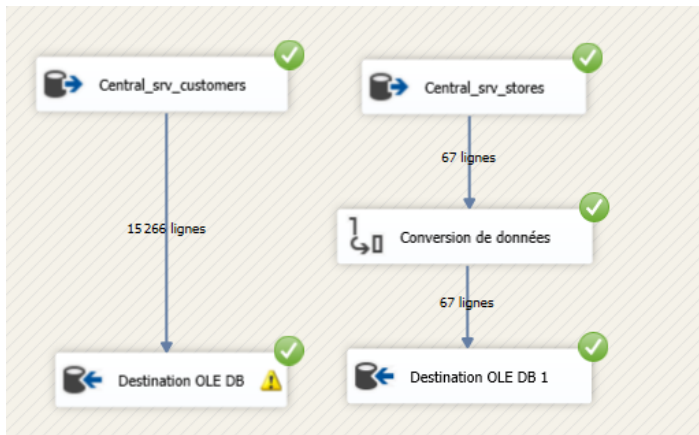 Central_srv_customers
Central_srv_stores
67 lignes
15 266 lignes
Conversion de données
67 lignes
Destination OLE DB
Destination OLE DB 1